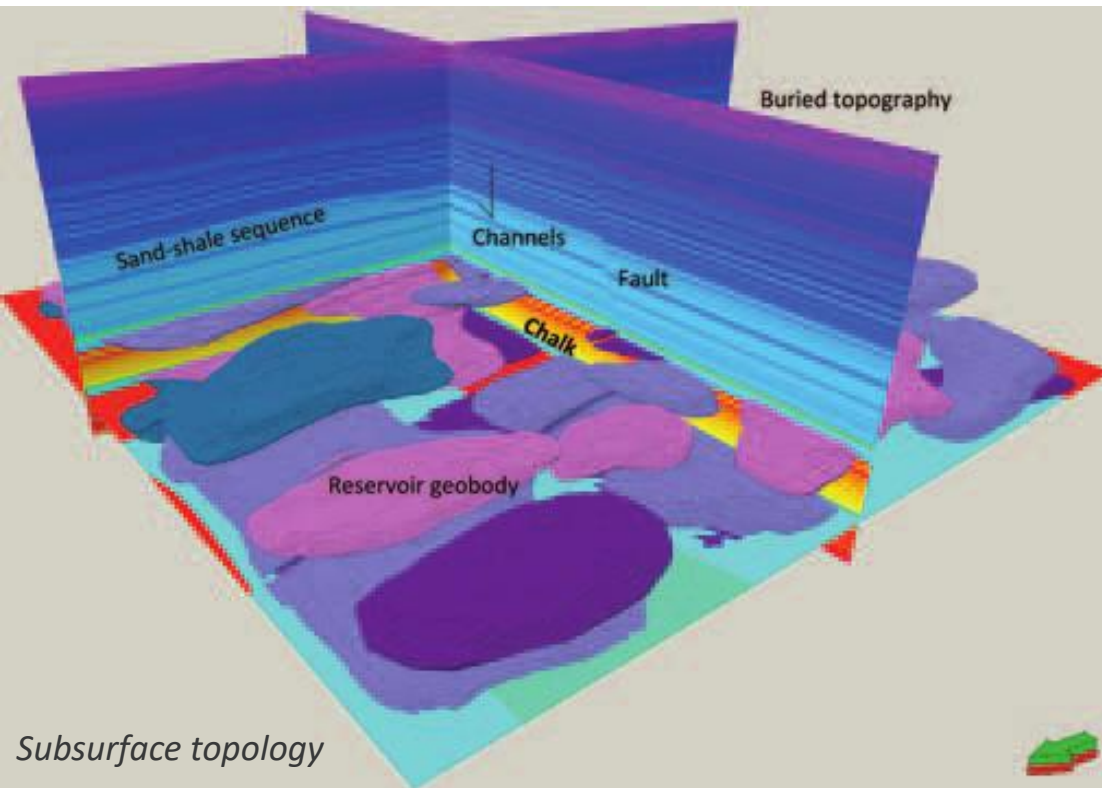 Buried topography
Sand-shale sequence
Channels
Fault
Chalk
Reservoir geobody
Subsurface topology